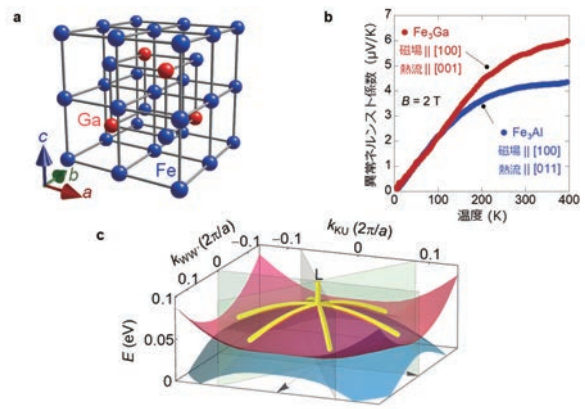 a
Ga
Fe
c
b
a
b
異常ネルンスト係数 (μV/K)
6
5
4
3
2
1
0
Fe₃Ga
磁場 || [100]
熱流 || [001]
B = 2 T
Fe₃Al
磁場 || [100]
熱流 || [011]
0
100
200
300
400
温度 (K)
c
kWW' (2π/a)
-0.1
0
0.1
kKU (2π/a)
-0.1
0
0.1
L
E (eV)
0.1
0.05
0